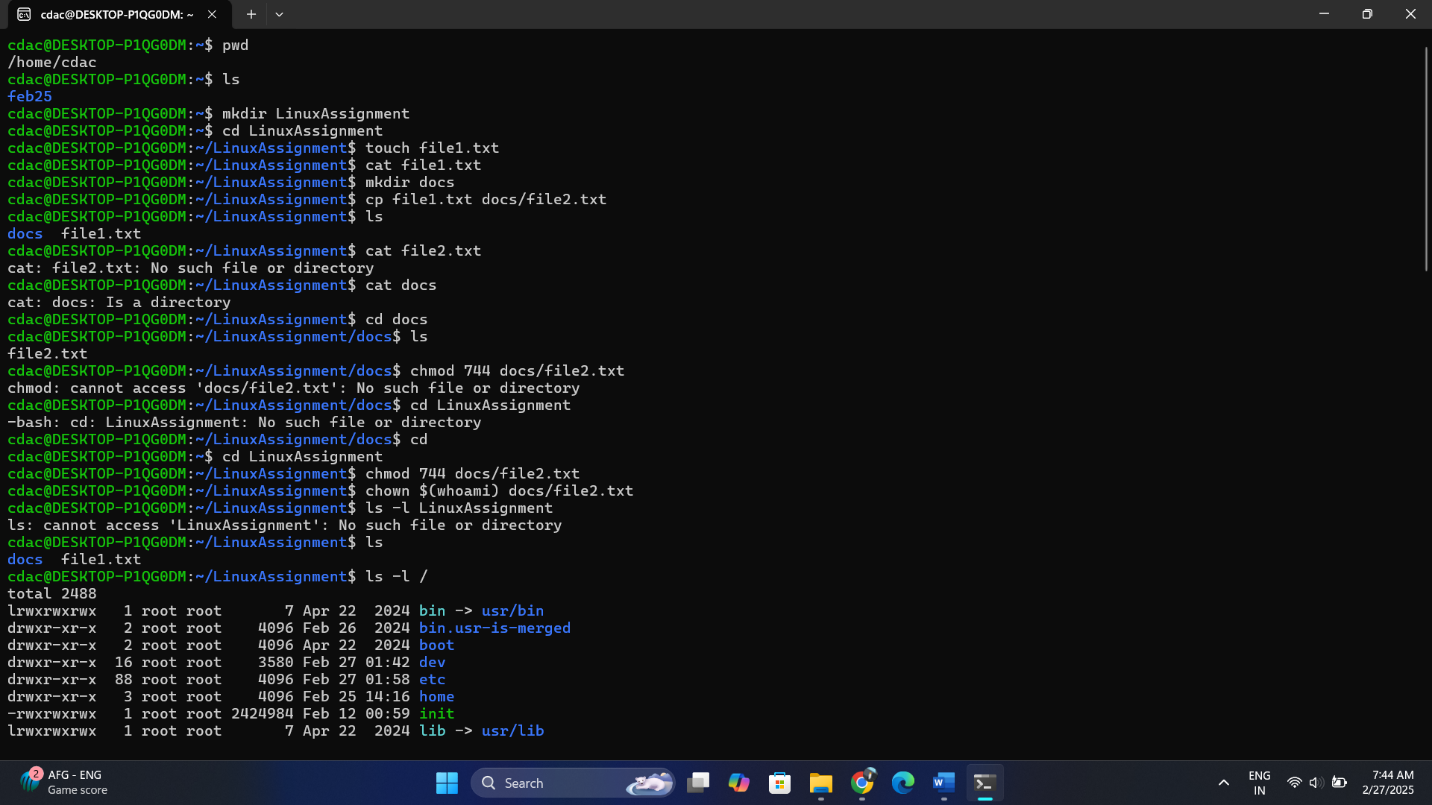 cdac@DESKTOP-P1QG0DM: ~
cdac@DESKTOP-P1QG0DM:~$ pwd
/home/cdac
cdac@DESKTOP-P1QG0DM:~$ ls
feb25
cdac@DESKTOP-P1QG0DM:~$ mkdir LinuxAssignment
cdac@DESKTOP-P1QG0DM:~$ cd LinuxAssignment
cdac@DESKTOP-P1QG0DM:~/LinuxAssignment$ touch file1.txt
cdac@DESKTOP-P1QG0DM:~/LinuxAssignment$ cat file1.txt
cdac@DESKTOP-P1QG0DM:~/LinuxAssignment$ mkdir docs
cdac@DESKTOP-P1QG0DM:~/LinuxAssignment$ cp file1.txt docs/file2.txt
cdac@DESKTOP-P1QG0DM:~/LinuxAssignment$ ls
docs  file1.txt
cdac@DESKTOP-P1QG0DM:~/LinuxAssignment$ cat file2.txt
cat: file2.txt: No such file or directory
cdac@DESKTOP-P1QG0DM:~/LinuxAssignment$ cat docs
cat: docs: Is a directory
cdac@DESKTOP-P1QG0DM:~/LinuxAssignment$ cd docs
cdac@DESKTOP-P1QG0DM:~/LinuxAssignment/docs$ ls
file2.txt
cdac@DESKTOP-P1QG0DM:~/LinuxAssignment/docs$ chmod 744 docs/file2.txt
chmod: cannot access 'docs/file2.txt': No such file or directory
cdac@DESKTOP-P1QG0DM:~/LinuxAssignment/docs$ cd LinuxAssignment
-bash: cd: LinuxAssignment: No such file or directory
cdac@DESKTOP-P1QG0DM:~/LinuxAssignment/docs$ cd
cdac@DESKTOP-P1QG0DM:~$ cd LinuxAssignment
cdac@DESKTOP-P1QG0DM:~/LinuxAssignment$ chmod 744 docs/file2.txt
cdac@DESKTOP-P1QG0DM:~/LinuxAssignment$ chown $(whoami) docs/file2.txt
cdac@DESKTOP-P1QG0DM:~/LinuxAssignment$ ls -l LinuxAssignment
ls: cannot access 'LinuxAssignment': No such file or directory
cdac@DESKTOP-P1QG0DM:~/LinuxAssignment$ ls
docs  file1.txt
cdac@DESKTOP-P1QG0DM:~/LinuxAssignment$ ls -l /
total 2488
lrwxrwxrwx   1 root root       7 Apr 22  2024 bin -> usr/bin
drwxr-xr-x   2 root root    4096 Feb 26  2024 bin.usr-is-merged
drwxr-xr-x   2 root root    4096 Apr 22  2024 boot
drwxr-xr-x  16 root root    3580 Feb 27 01:42 dev
drwxr-xr-x  88 root root    4096 Feb 27 01:58 etc
drwxr-xr-x   3 root root    4096 Feb 25 14:16 home
-rwxrwxrwx   1 root root 2424984 Feb 12 00:59 init
lrwxrwxrwx   1 root root       7 Apr 22  2024 lib -> usr/lib
2
AFG - ENG
Game score
Search
ENG
IN
7:44 AM
2/27/2025